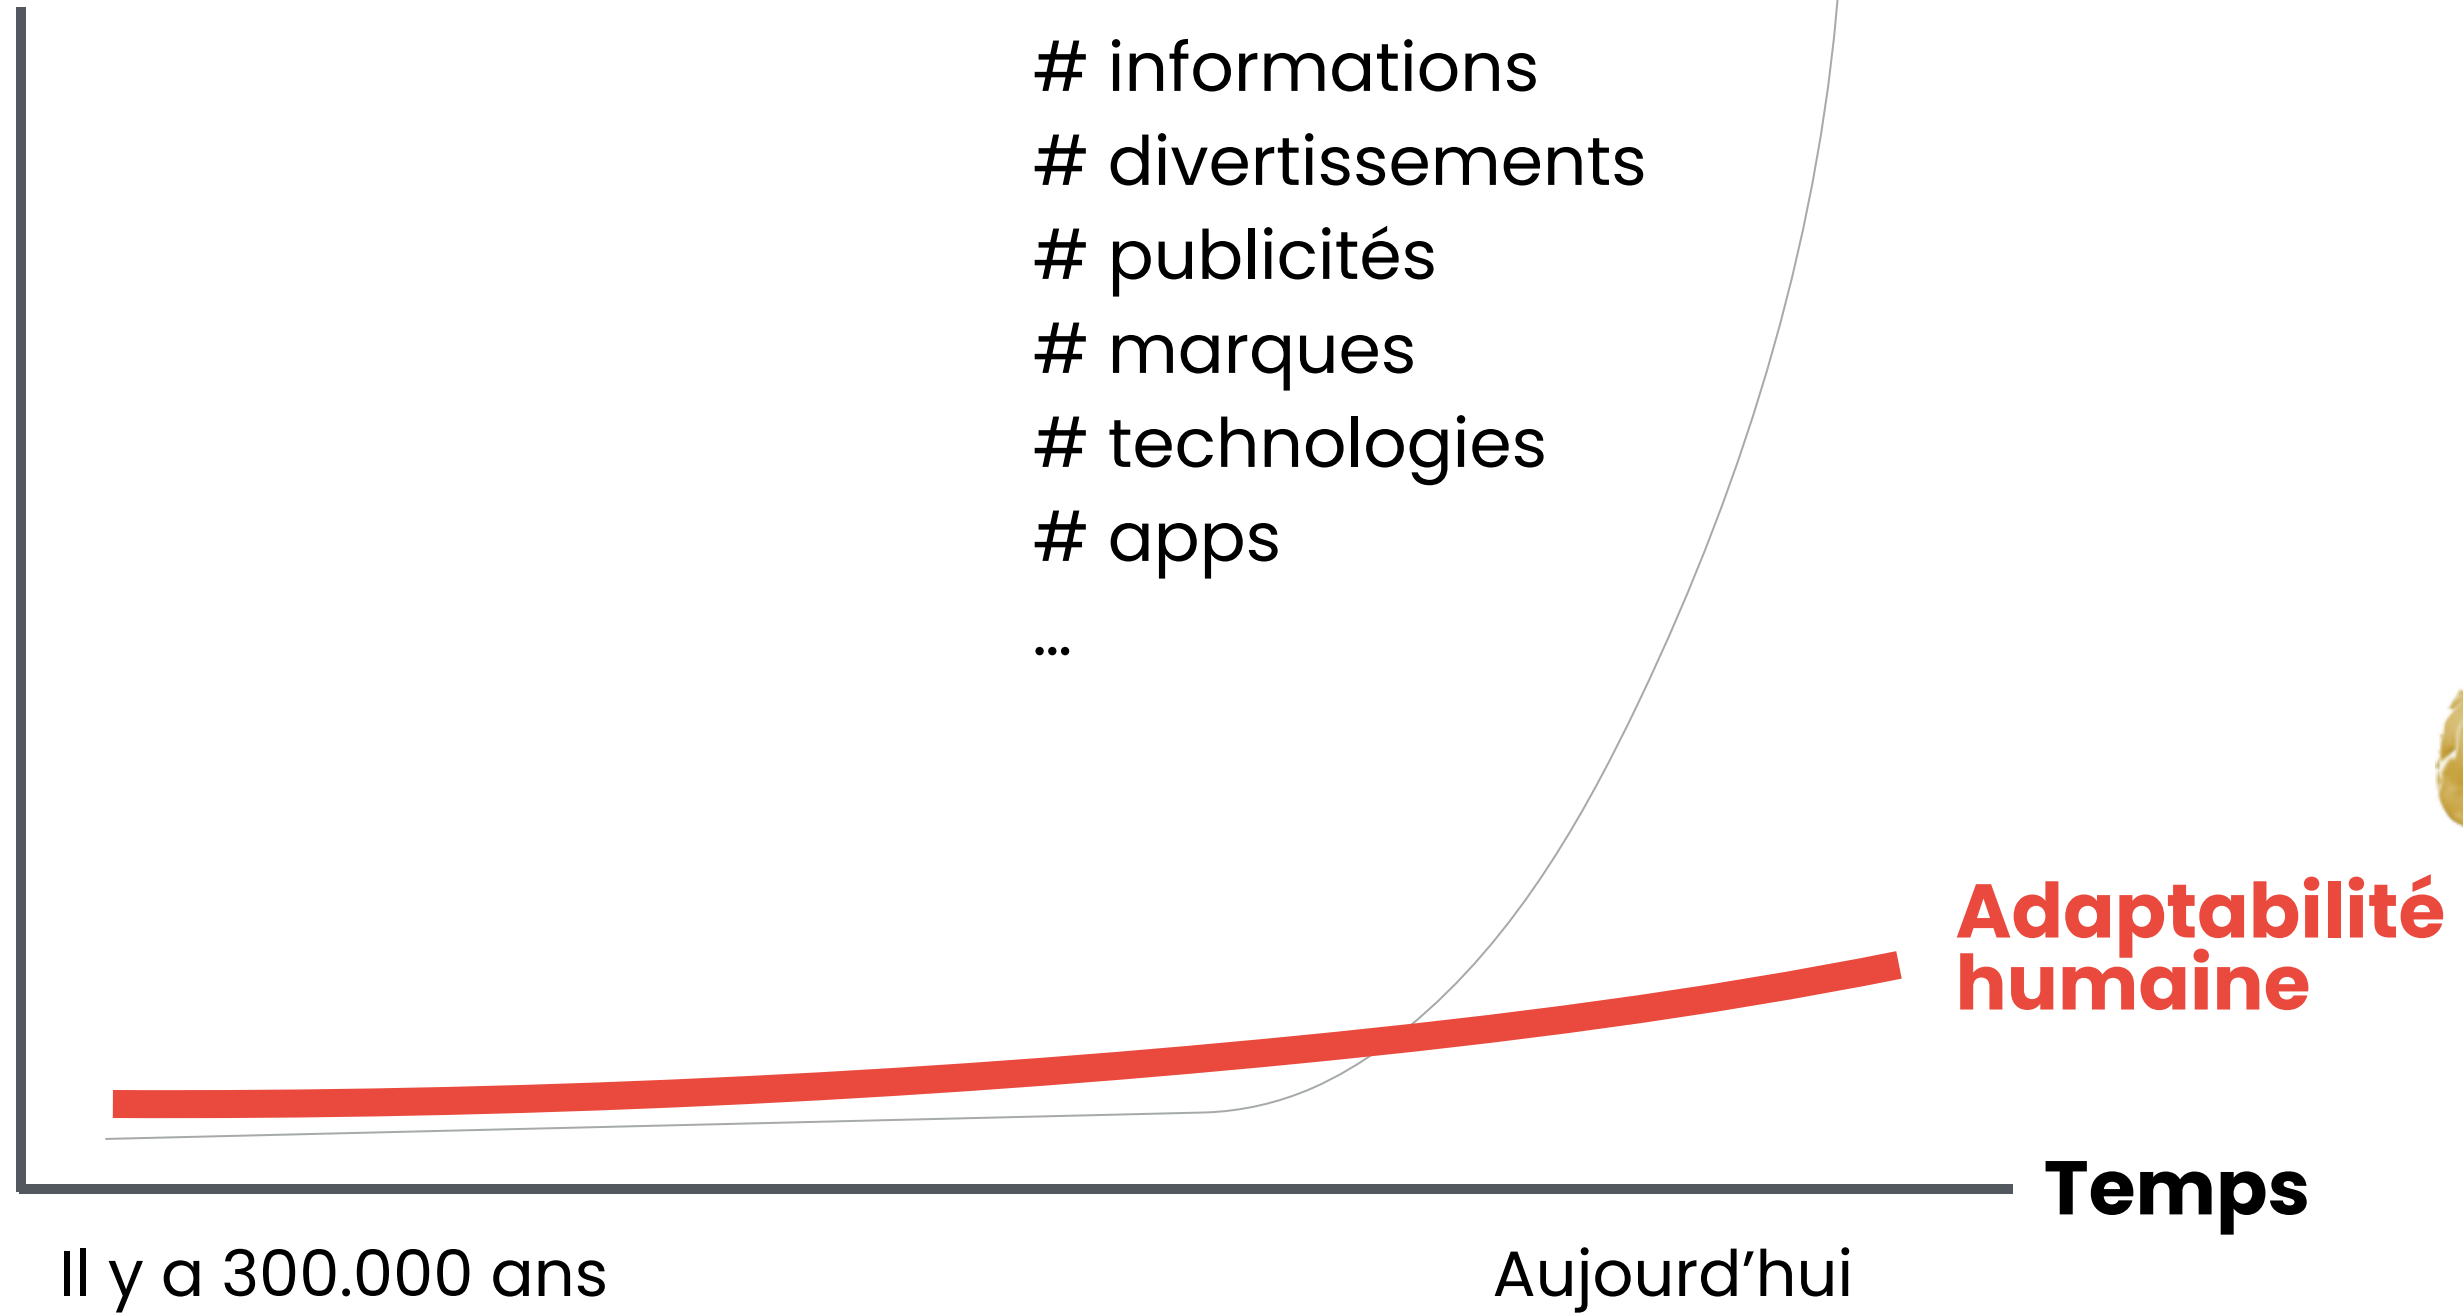 # informations
# divertissements
# publicités
# marques
# technologies
# apps
...
Adaptabilité
humaine
Temps
Il y a 300.000 ans
Aujourd’hui